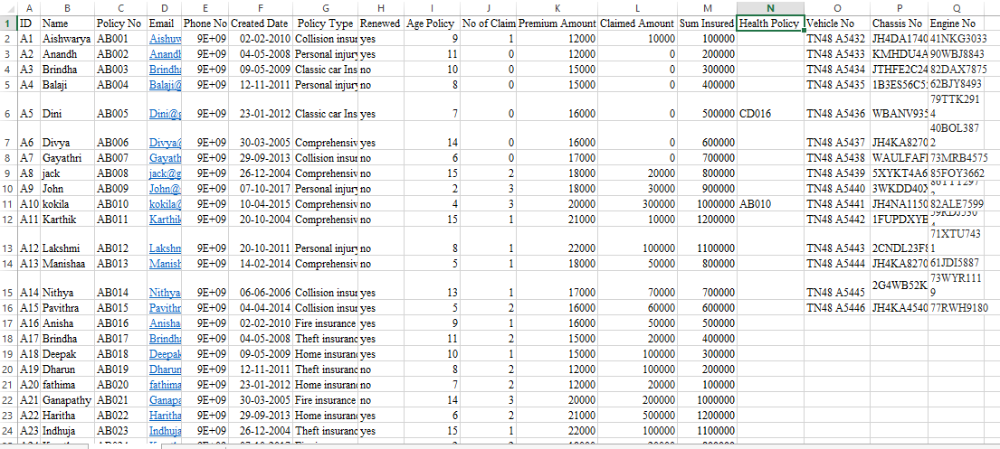 A B C D E F G H I J K L M N O P Q
1 ID Name Policy No Email Phone No Created Date Policy Type Renewed Age Policy No of Claim Premium Amount Claimed Amount Sum Insured Health Policy Vehicle No Chassis No Engine No
2 A1 Aishwarya AB001 Aishuw 9E+09 02-02-2010 Collision insur yes 9 1 12000 10000 100000 TN48 A5432 JH4DA1740 41NKG3033
3 A2 Anandh AB002 Anandh 9E+09 04-05-2008 Personal injury yes 11 0 12000 0 200000 TN48 A5433 KMHDU4A 90WBJ8843
4 A3 Brindha AB003 Brindha 9E+09 09-05-2009 Classic car Ins no 10 0 15000 0 300000 TN48 A5434 JTHFE2C24 82DAX7875
5 A4 Balaji AB004 Balaji@ 9E+09 12-11-2011 Personal injury no 8 0 15000 0 400000 TN48 A5435 1B3ES56C5 62BJY8493
6 A5 Dini AB005 Dini@g 9E+09 23-01-2012 Classic car Ins yes 7 0 16000 0 500000 CD016 TN48 A5436 WBANV935 79TTK291 4
7 A6 Divya AB006 Divya@ 9E+09 30-03-2005 Comprehensiv yes 14 0 16000 0 600000 TN48 A5437 JH4KA8270 40BOL387 2
8 A7 Gayathri AB007 Gayath 9E+09 29-09-2013 Collision insur no 6 0 17000 0 700000 TN48 A5438 WAULFAF 73MRB4575
9 A8 jack AB008 jack@g 9E+09 26-12-2004 Comprehensiv no 15 2 18000 20000 800000 TN48 A5439 5XYKT4A6 85FOY3662
10 A9 John AB009 John@ 9E+09 07-10-2017 Personal injury no 2 3 18000 30000 900000 TN48 A5440 3WKDD40
11 A10 kokila AB010 kokila@ 9E+09 10-04-2015 Comprehensiv no 4 3 20000 300000 1000000 AB010 TN48 A5441 JH4NA1150 82ALE7599
12 A11 Karthik AB011 Karthik 9E+09 20-10-2004 Comprehensiv no 15 1 21000 10000 1200000 TN48 A5442 1FUPDXYE
13 A12 Lakshmi AB012 Lakshm 9E+09 20-10-2011 Personal injury no 8 1 22000 100000 1100000 TN48 A5443 2CNDL23F 71XTU743 1
14 A13 Manishaa AB013 Manish 9E+09 14-02-2014 Comprehensiv no 5 1 18000 50000 800000 TN48 A5444 JH4KA8270 61JDI5887
15 A14 Nithya AB014 Nithya 9E+09 06-06-2006 Collision insur yes 13 1 17000 70000 700000 TN48 A5445 2G4WB52K 73WYR111 9
16 A15 Pavithra AB015 Pavithr 9E+09 04-04-2014 Collision insur yes 5 2 16000 60000 600000 TN48 A5446 JH4KA4540 77RWH9180
17 A16 Anisha AB016 Anisha 9E+09 02-02-2010 Fire insurance yes 9 1 16000 50000 500000
18 A17 Brindha AB017 Brindha 9E+09 04-05-2008 Theft insuranc yes 11 2 15000 20000 400000
19 A18 Deepak AB018 Deepak 9E+09 09-05-2009 Home insuranc yes 10 1 15000 100000 300000
20 A19 Dharun AB019 Dharun 9E+09 12-11-2011 Theft insuranc no 8 2 12000 100000 200000
21 A20 fathima AB020 fathima 9E+09 23-01-2012 Home insuranc no 7 2 12000 20000 100000
22 A21 Ganapathy AB021 Ganapa 9E+09 30-03-2005 Fire insurance no 14 3 20000 200000 1000000
23 A22 Haritha AB022 Haritha 9E+09 29-09-2013 Home insuranc yes 6 2 21000 500000 1200000
24 A23 Indhuja AB023 Indhuja 9E+09 26-12-2004 Theft insuranc yes 15 1 22000 100000 1100000